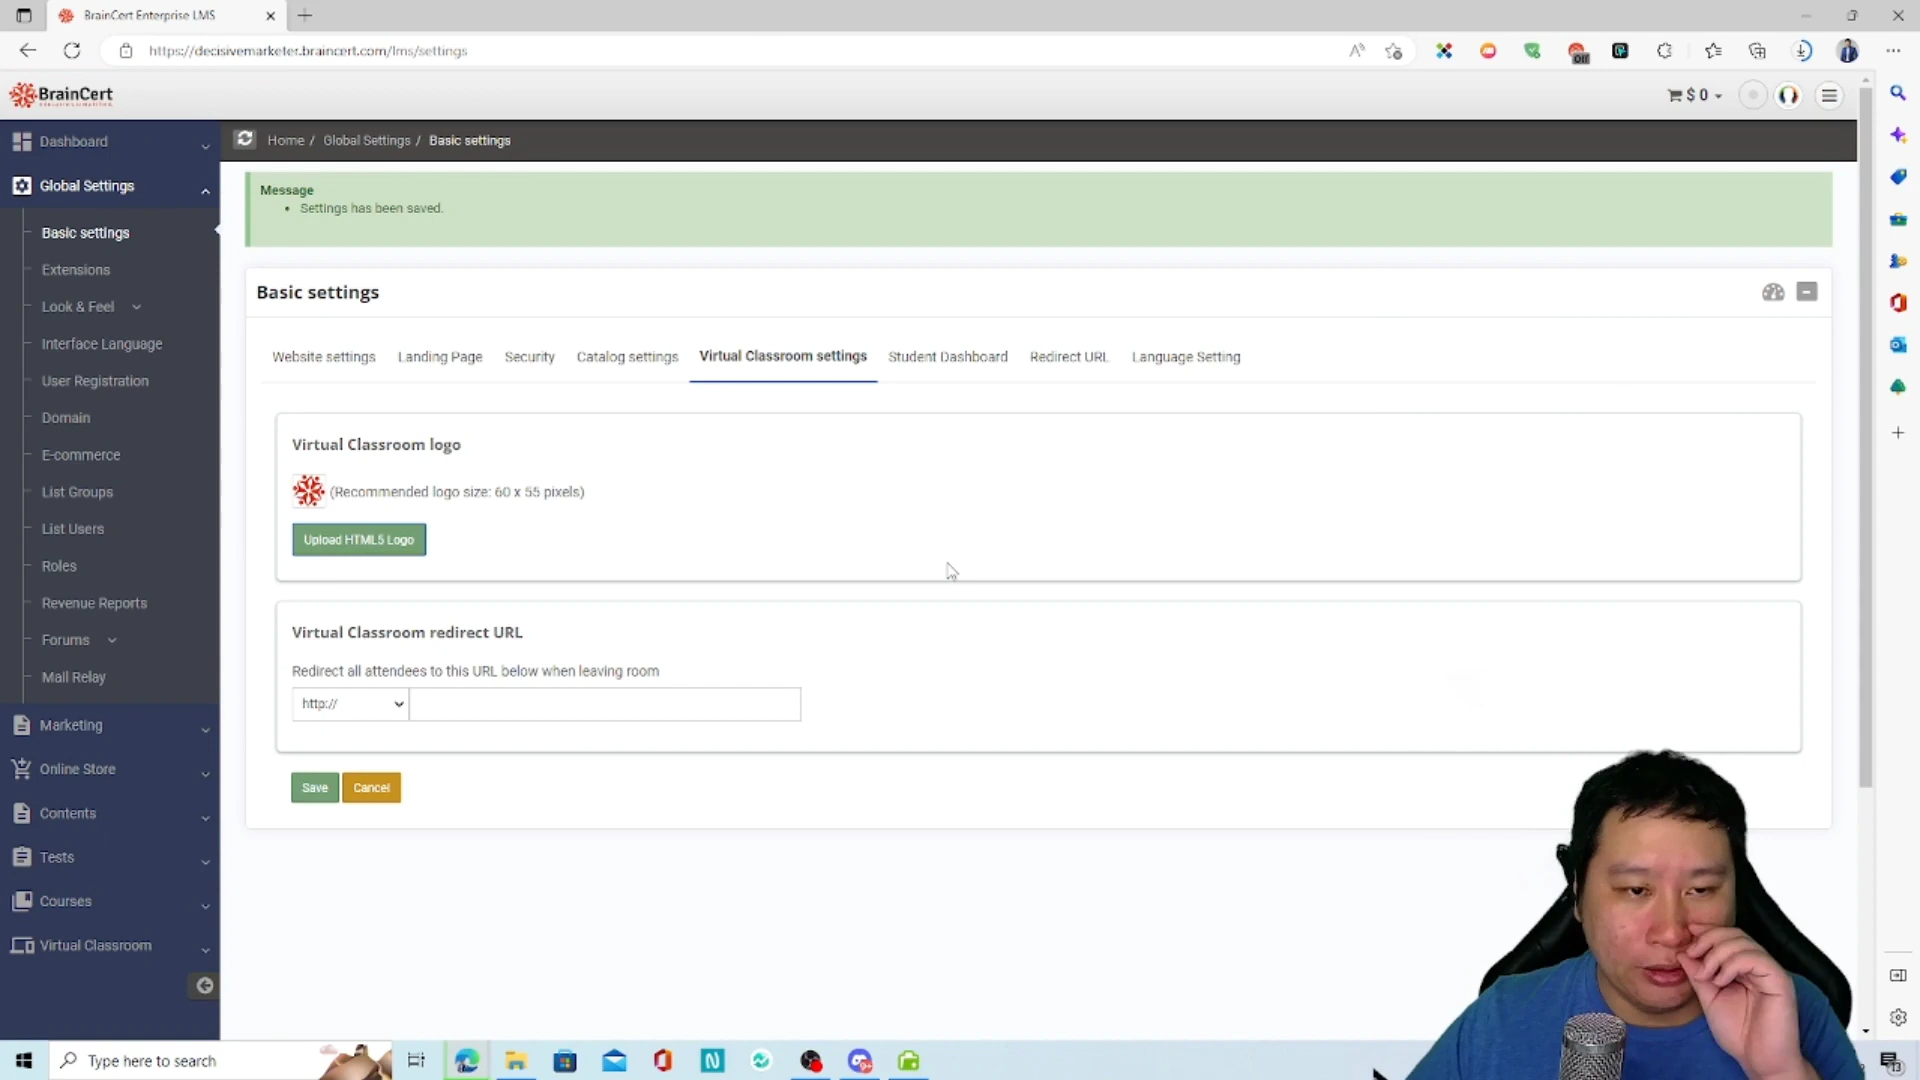 BrainCert Enterprise LMS
https://decisivemarketer.braincert.com/lms/settings
BrainCert
$ 0
Dashboard
Home / Global Settings / Basic settings
Global Settings
Message
Settings has been saved.
Basic settings
Extensions
Look & Feel
Interface Language
User Registration
Domain
E-commerce
List Groups
List Users
Roles
Revenue Reports
Forums
Mail Relay
Marketing
Online Store
Contents
Tests
Courses
Virtual Classroom
Basic settings
Website settings Landing Page Security Catalog settings Virtual Classroom settings Student Dashboard Redirect URL Language Setting
Virtual Classroom logo
(Recommended logo size: 60 x 55 pixels)
Upload HTML5 Logo
Virtual Classroom redirect URL
Redirect all attendees to this URL below when leaving room
http://
Save Cancel
Type here to search
13